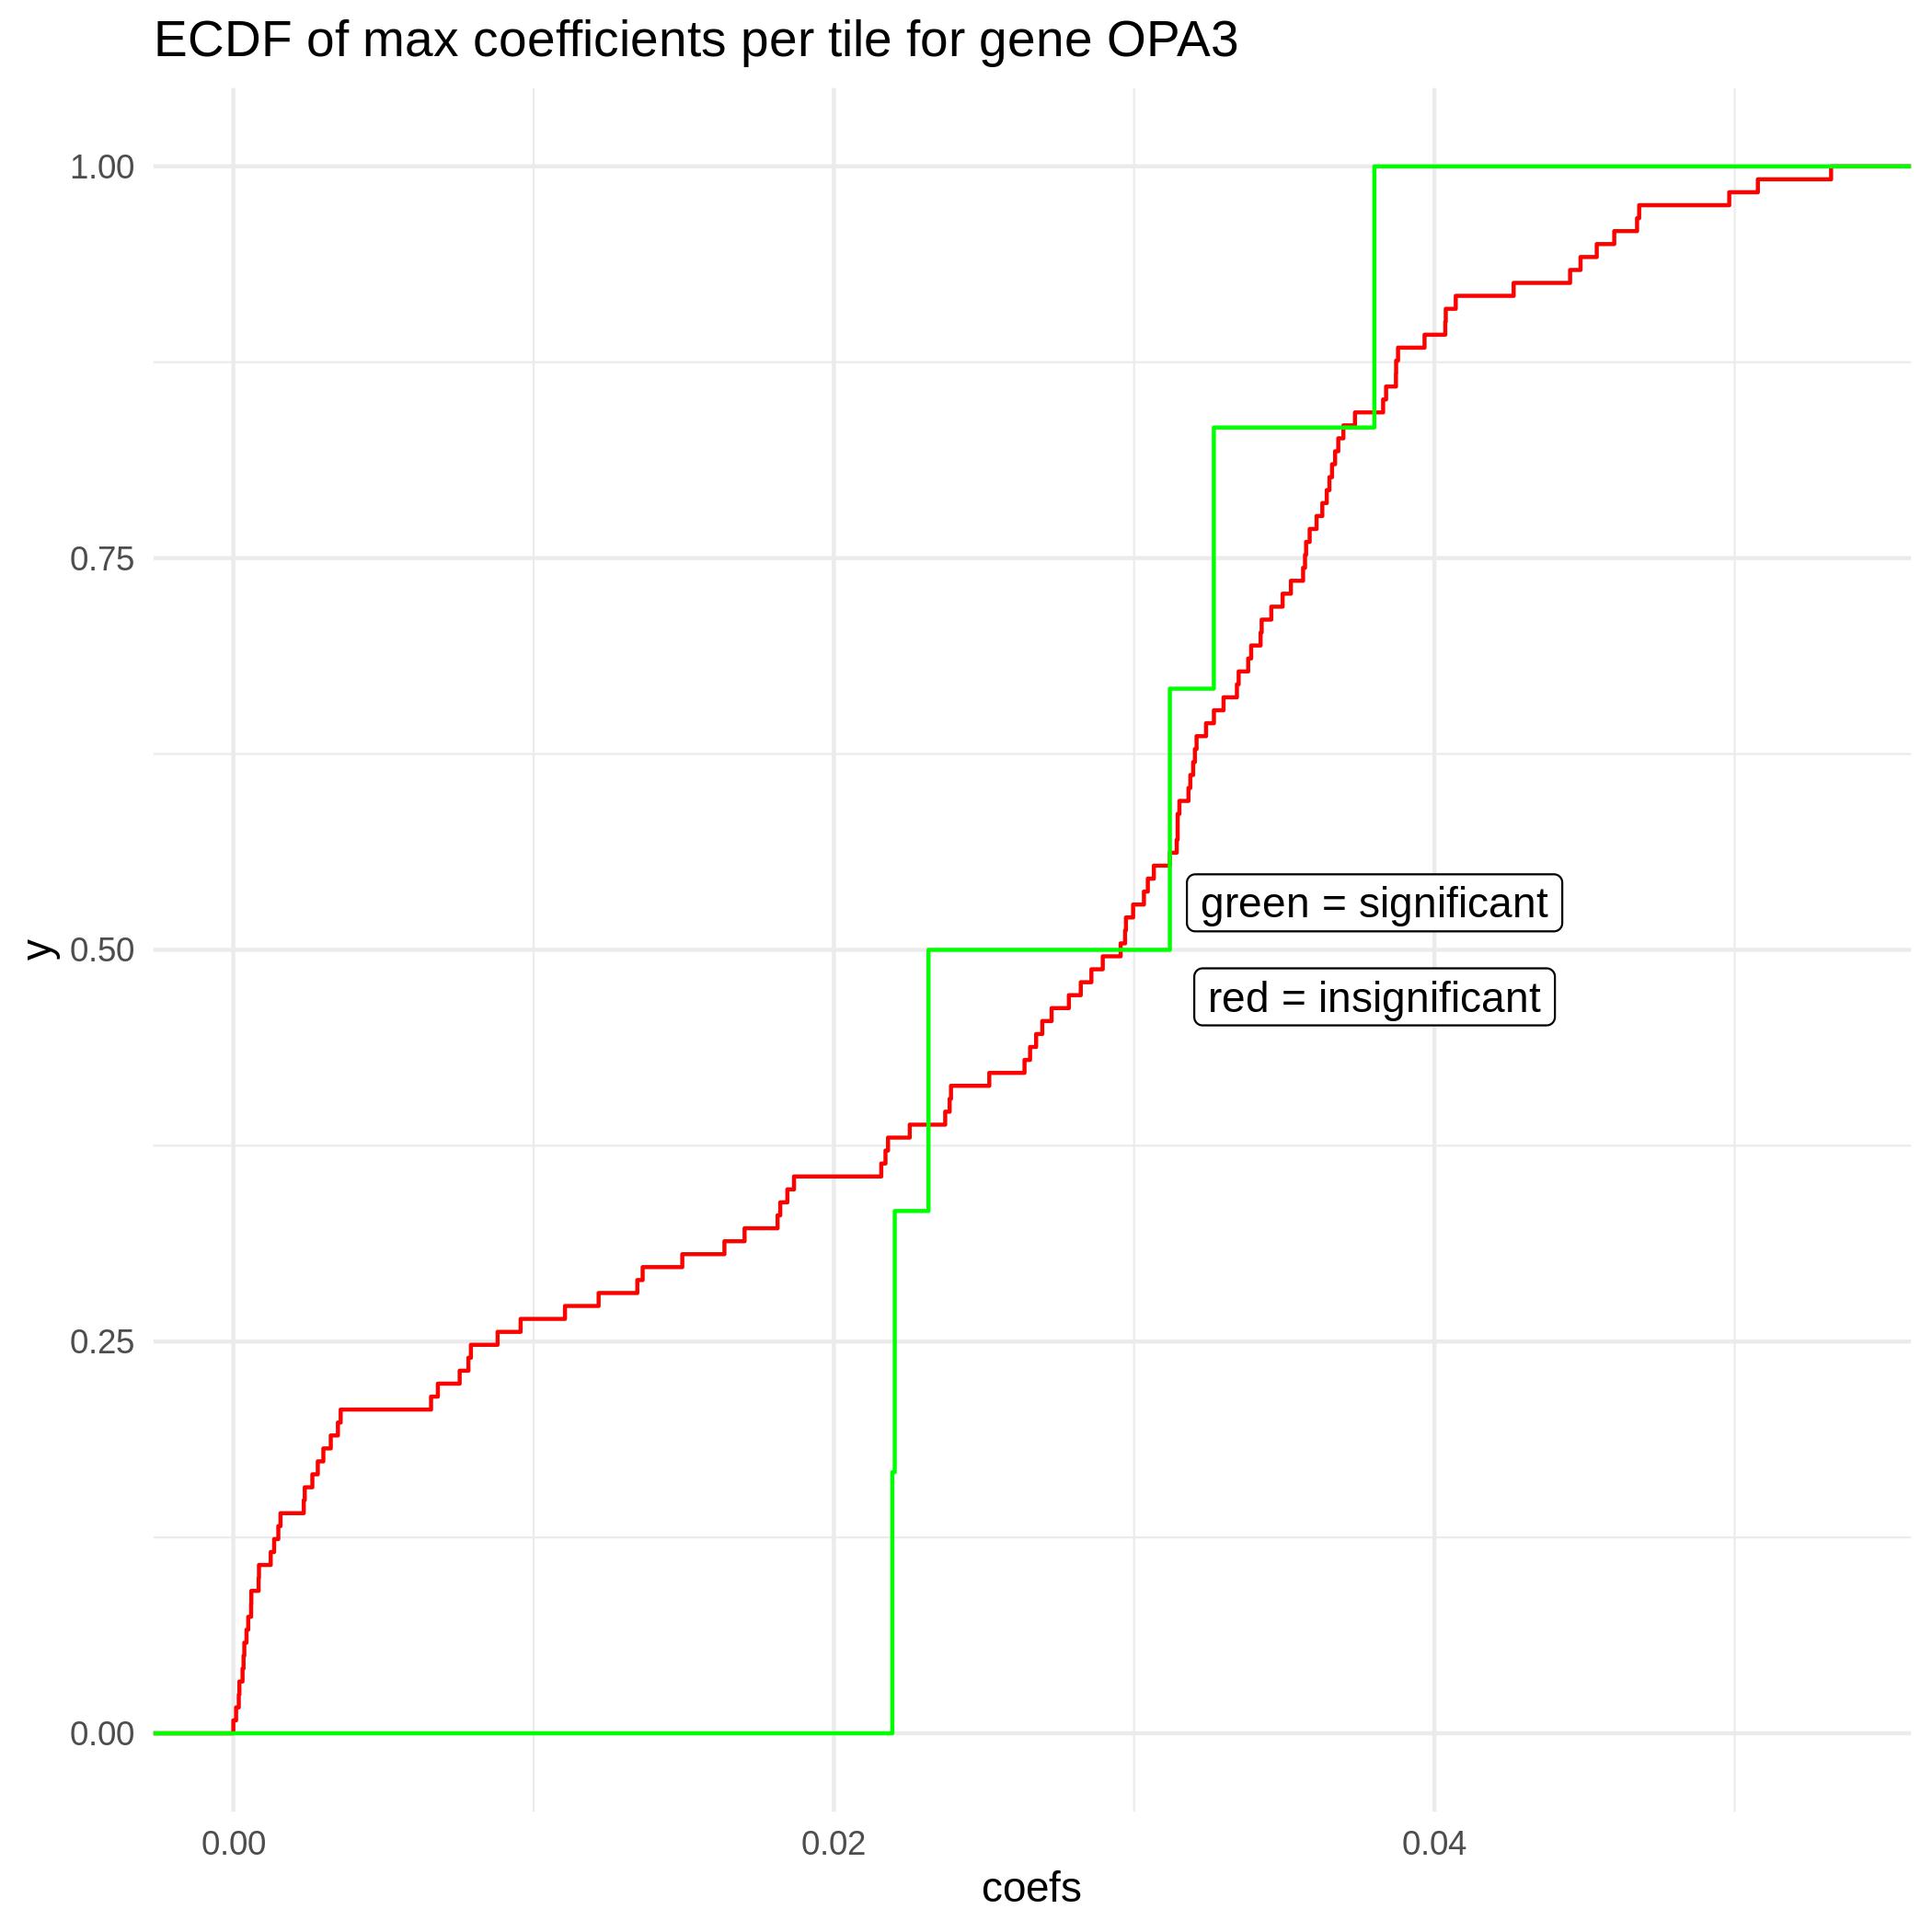 ECDF of max coefficients per tile for gene OPA3
1.00
0.75
0.50
0.25
0.00
y
green = significant
red = insignificant
0.00 0.02 0.04
coefs